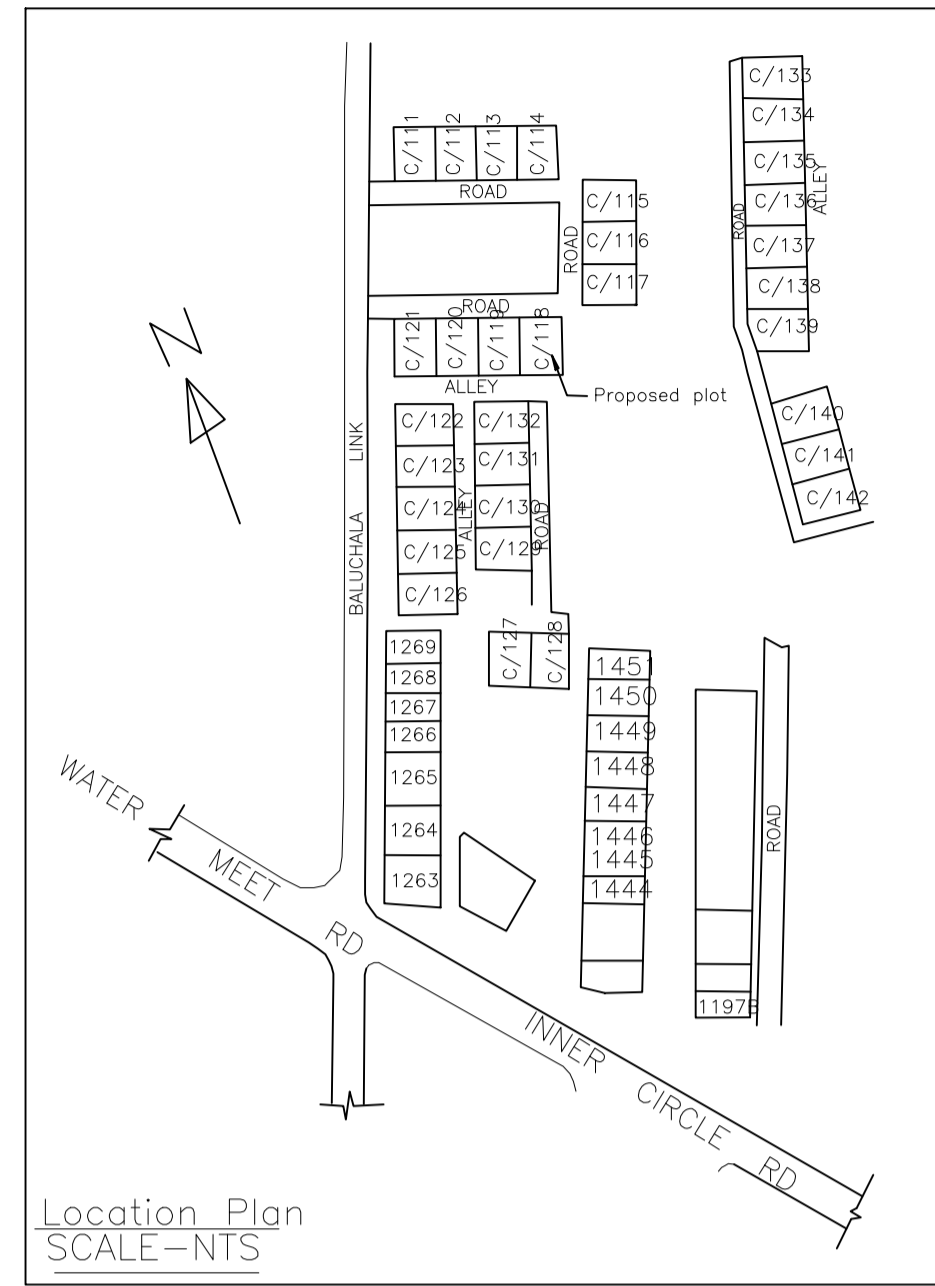 C/111
C/112
C/113
C/114
ROAD
C/115
C/116
C/117
ROAD
ROAD
C/121
C/120
C/119
C/118
ALLEY
Proposed plot
C/133
C/134
C/135
C/136
C/137
C/138
C/139
ALLEY
ROAD
C/140
C/141
C/142
N
BALUCHALA LINK
C/122
C/123
C/124
C/125
C/126
ALLEY
C/132
C/131
C/130
C/129
ROAD
C/127
C/128
1269
1268
1267
1266
1265
1264
1263
1451
1450
1449
1448
1447
1446
1445
1444
ROAD
1197B
WATER MEET RD
INNER CIRCLE RD
Location Plan
SCALE-NTS